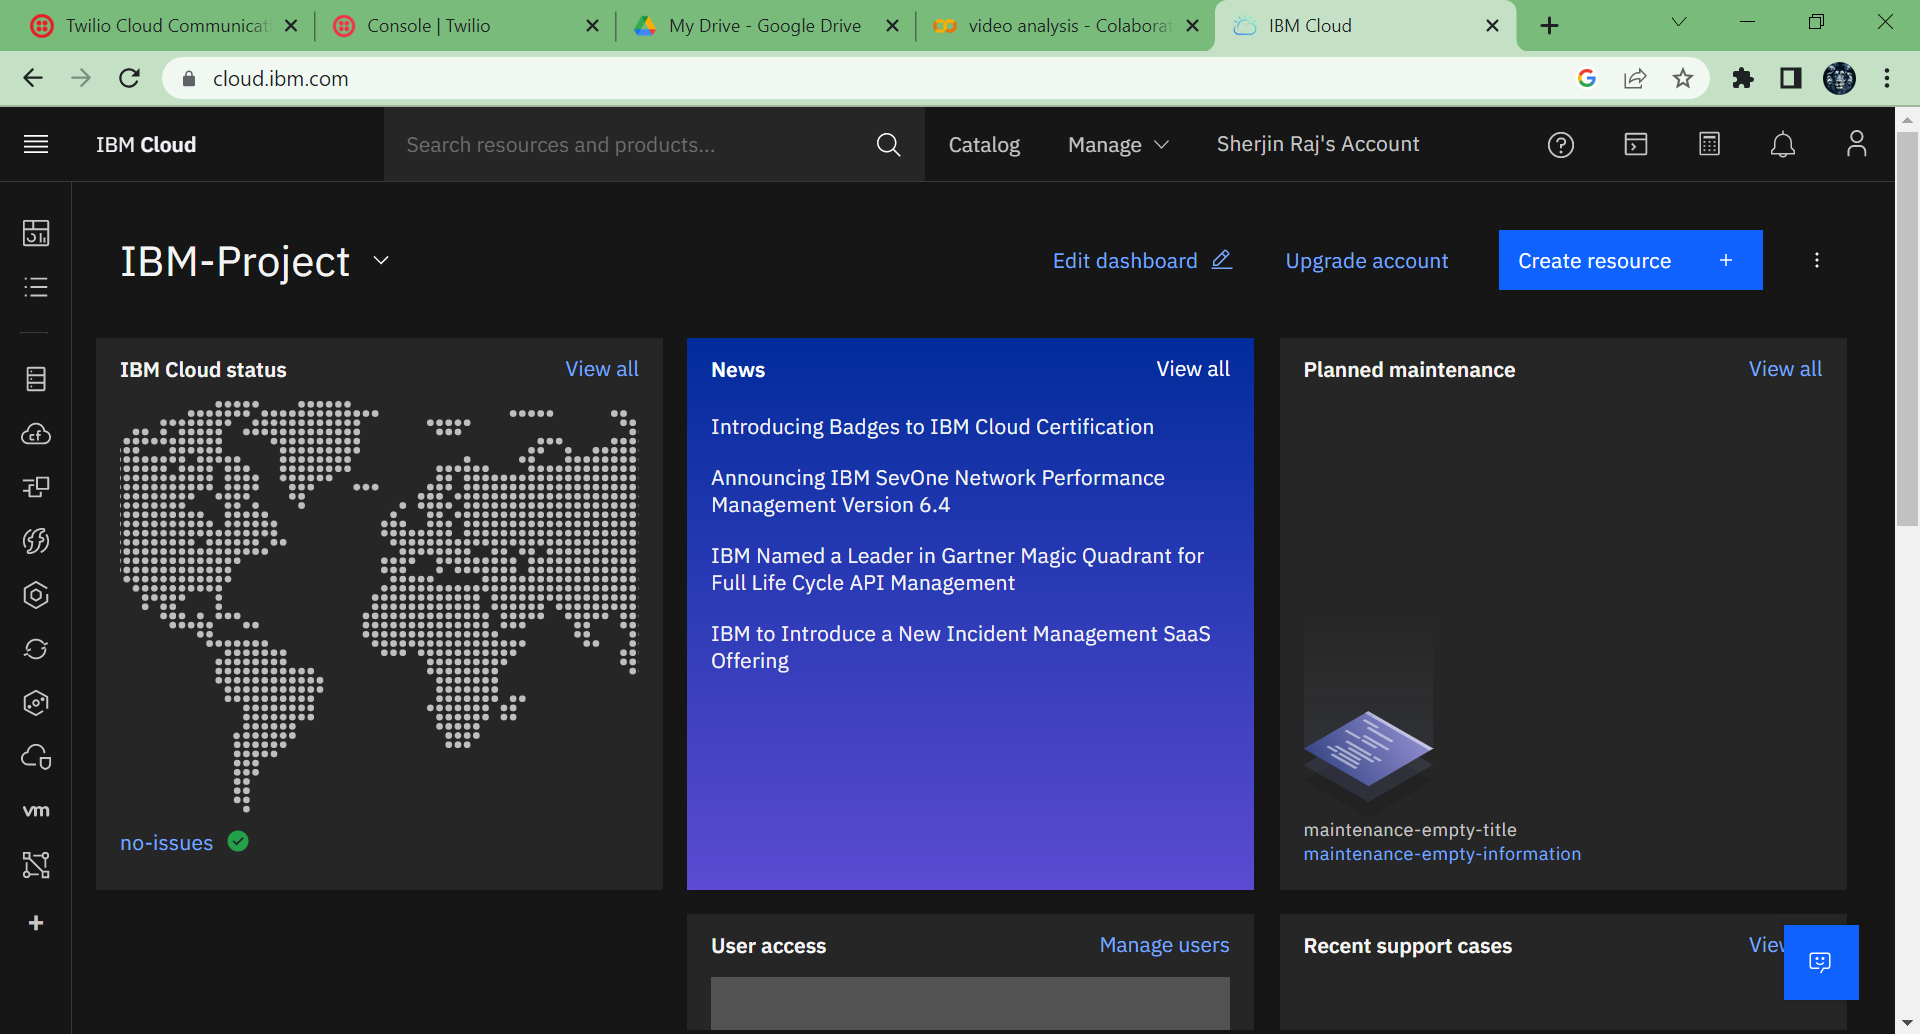 Twilio Cloud Communicati
Console | Twilio
My Drive - Google Drive
video analysis - Colaborat
IBM Cloud
cloud.ibm.com
IBM Cloud
Search resources and products...
Catalog
Manage
Sherjin Raj's Account
IBM-Project
Edit dashboard
Upgrade account
Create resource +
IBM Cloud status
View all
no-issues
News
View all
Introducing Badges to IBM Cloud Certification
Announcing IBM SevOne Network Performance
Management Version 6.4
IBM Named a Leader in Gartner Magic Quadrant for
Full Life Cycle API Management
IBM to Introduce a New Incident Management SaaS
Offering
Planned maintenance
View all
maintenance-empty-title
maintenance-empty-information
cf
vm
User access
Manage users
Recent support cases
View